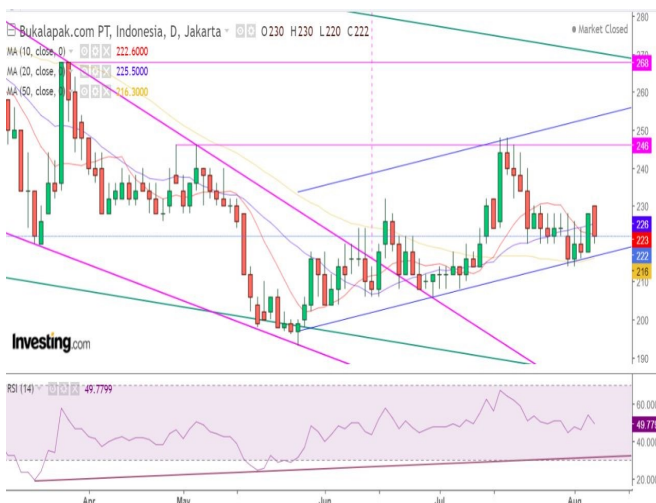 Bukalapak.com PT, Indonesia, D, Jakarta O230 H230 L220 C222
Market Closed
MA (10, close, 0) 222.6000
MA (20, close, 0) 225.5000
MA (50, close, 0) 216.3000
280
268
260
250
246
240
230
226
223
222
216
210
200
190
Investing.com
RSI (14) 49.7799
60.000
49.779
40.000
20.000
Apr May Jun Jul Aug